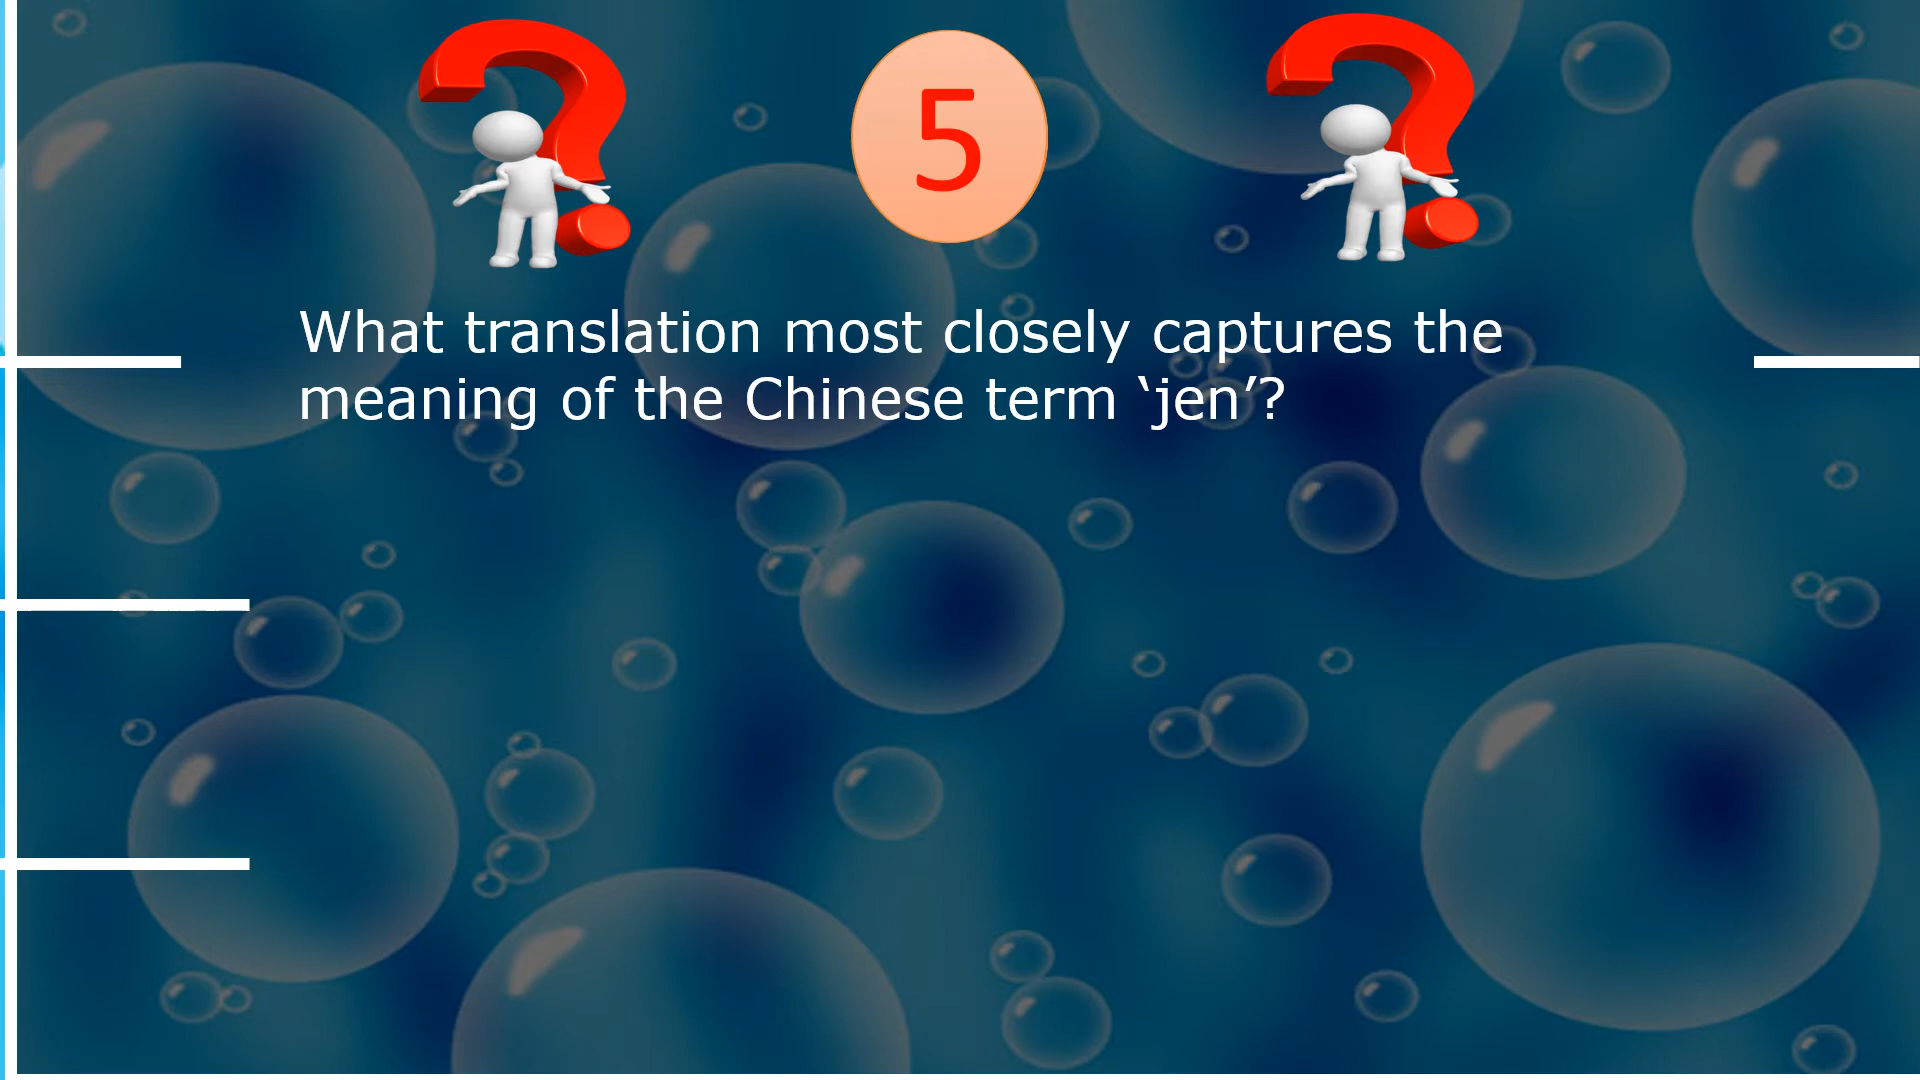 5
What translation most closely captures the
meaning of the Chinese term ‘jen’?